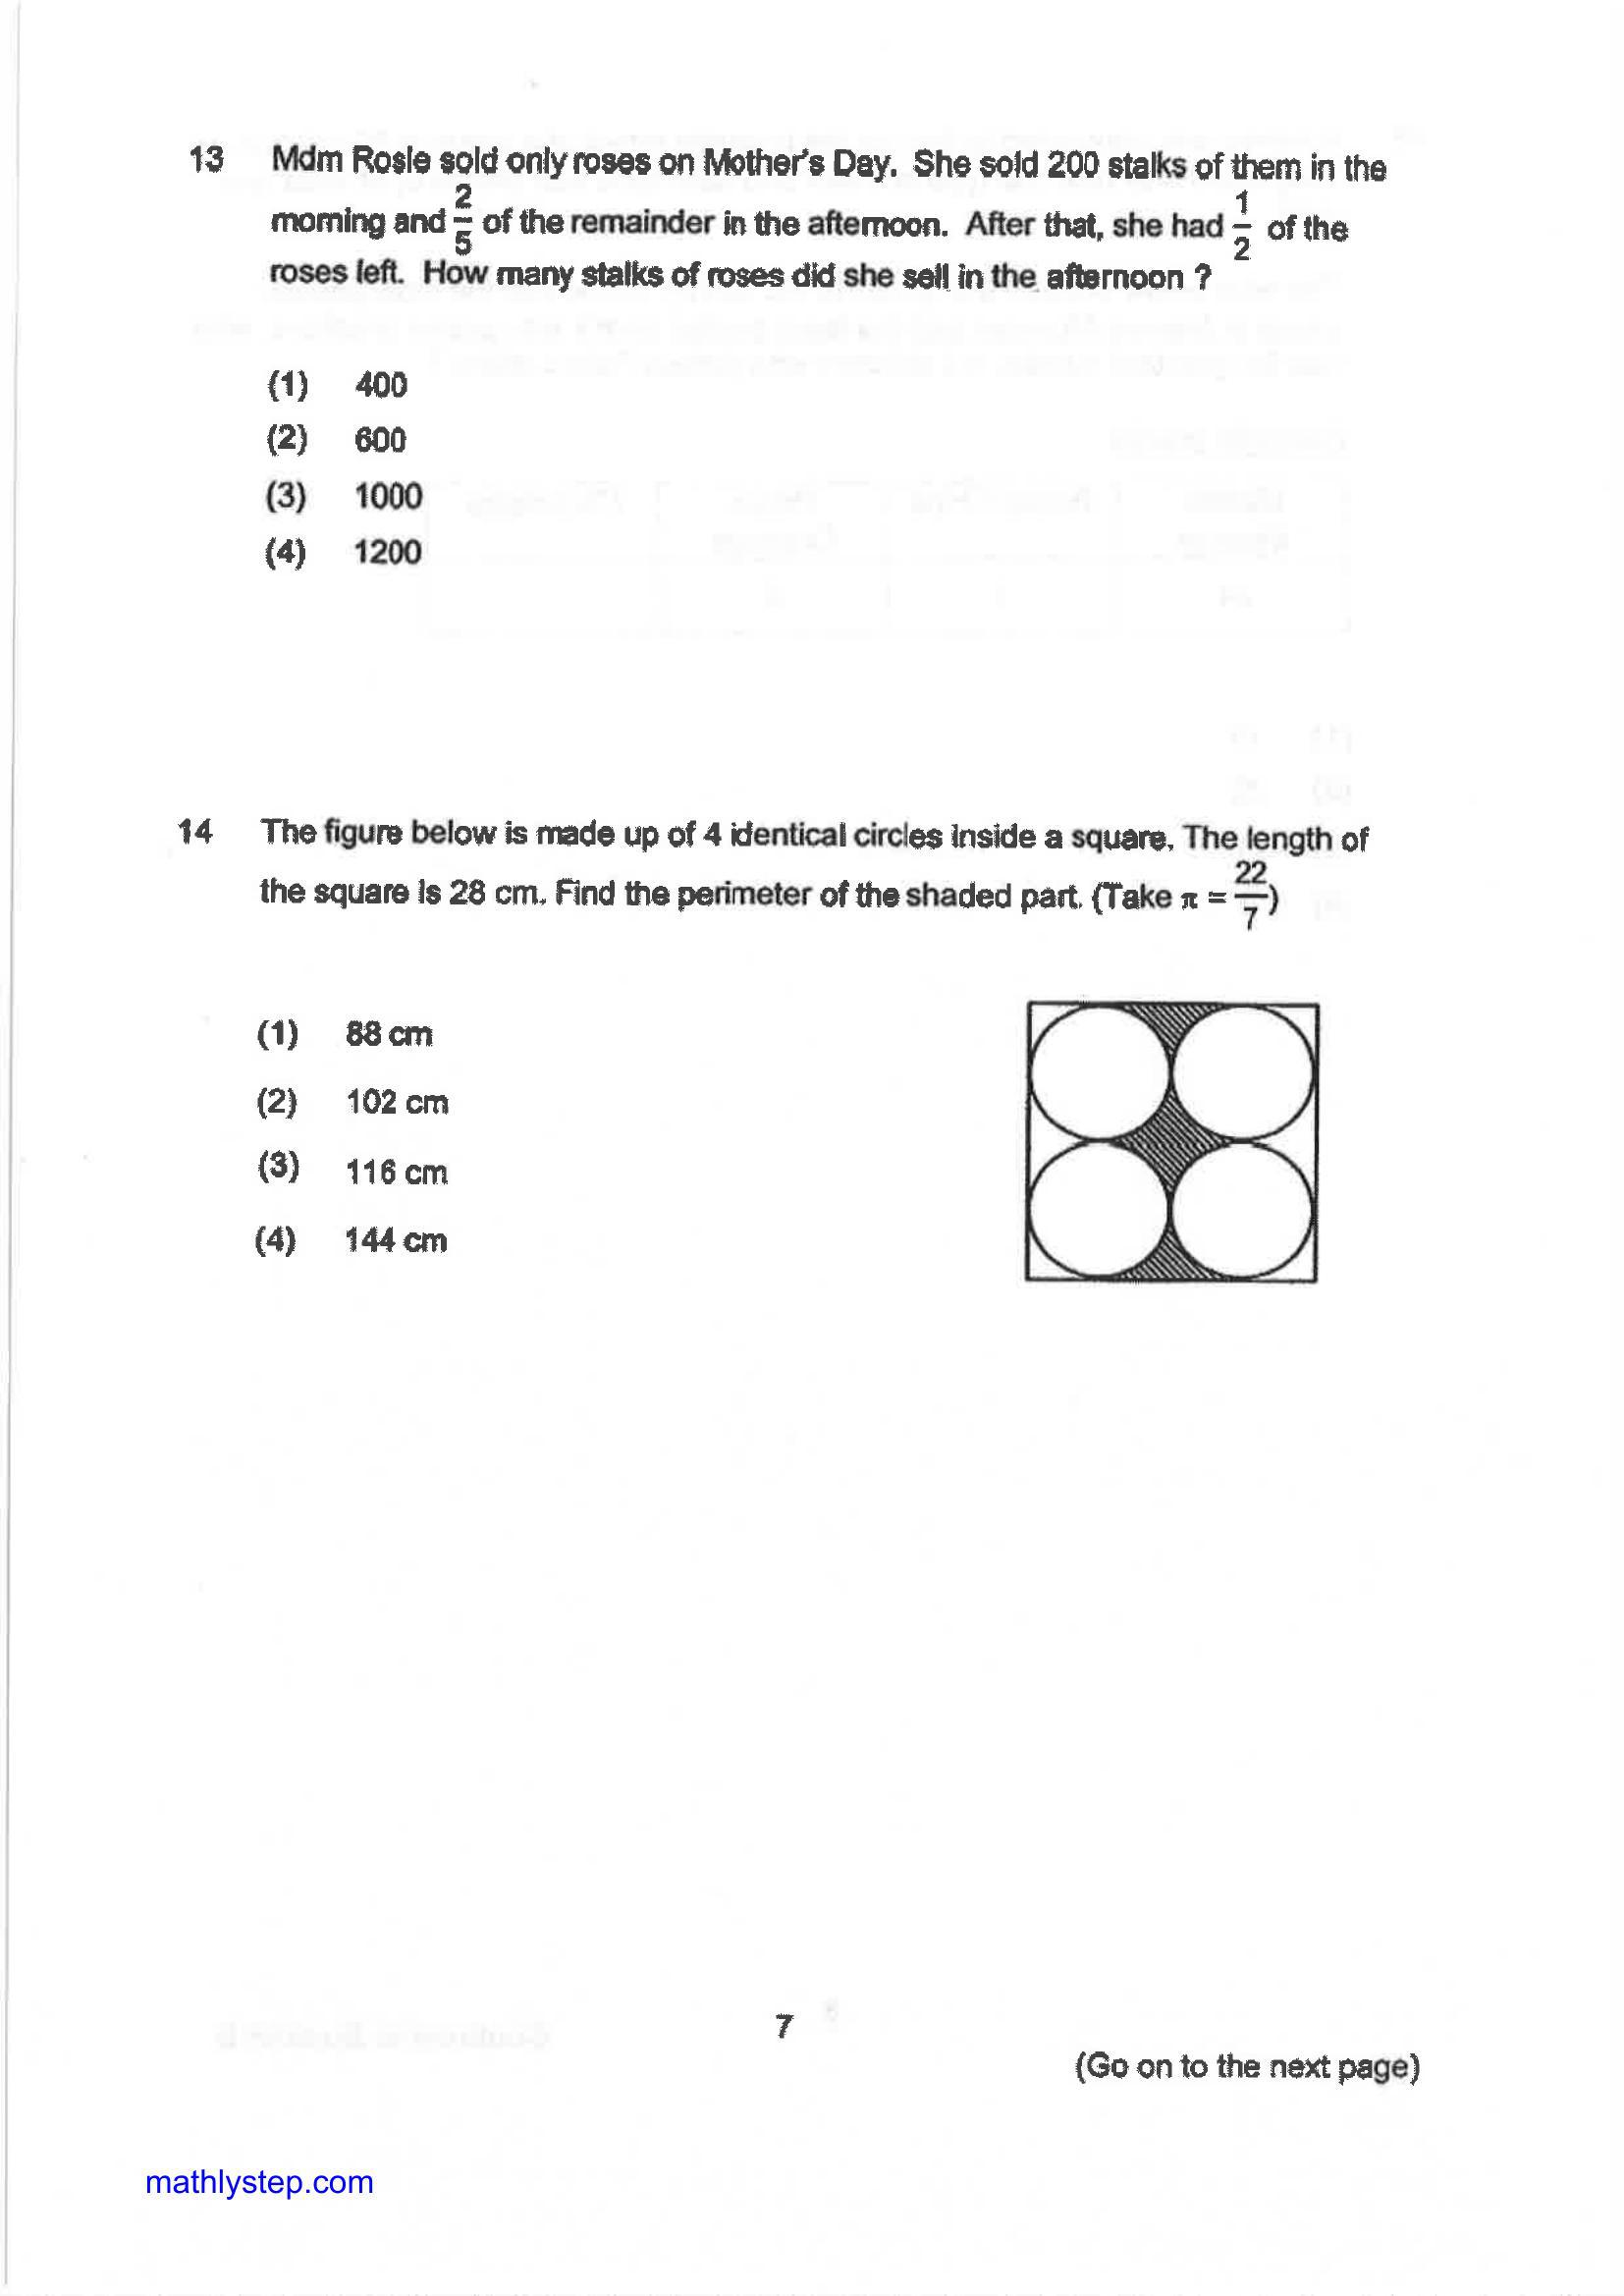 13 Mdm Rosie sold only roses on Mother's Day. She sold 200 stalks of them in the
morning and 2/5 of the remainder in the afternoon. After that, she had 1/2 of the
roses left. How many stalks of roses did she sell in the afternoon ?
(1) 400
(2) 600
(3) 1000
(4) 1200
14 The figure below is made up of 4 identical circles inside a square. The length of
the square is 28 cm. Find the perimeter of the shaded part. (Take π = 22/7)
(1) 88 cm
(2) 102 cm
(3) 116 cm
(4) 144 cm
7
(Go on to the next page)
mathlystep.com